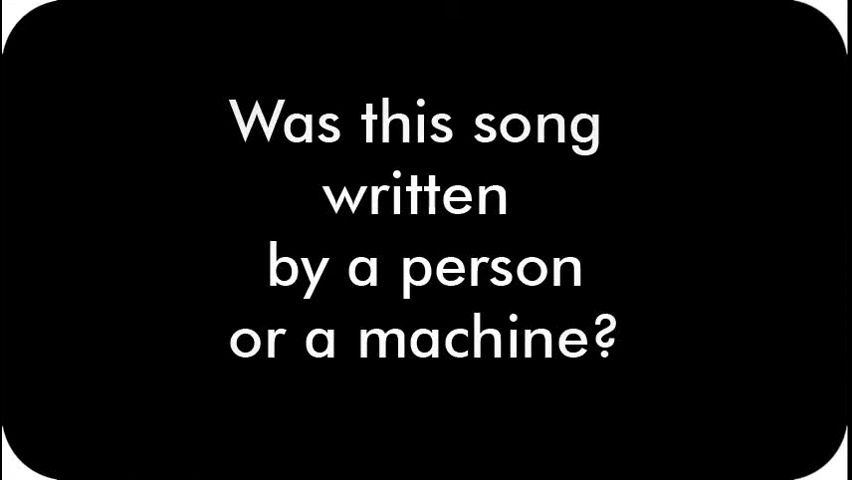 Was this song
written
by a person
or a machine?